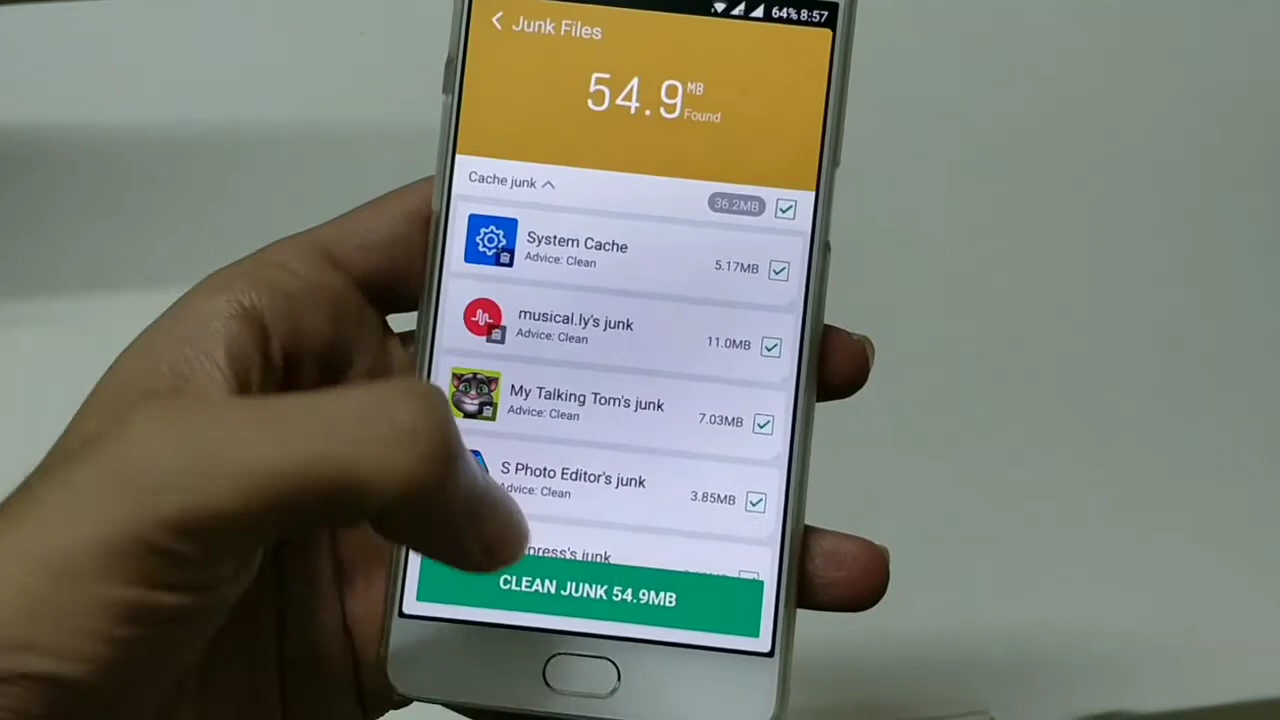 64% 8:57
Junk Files
54.9 MB
Found
Cache junk
36.2MB
System Cache
Advice: Clean
5.17MB
musical.ly's junk
Advice: Clean
11.0MB
My Talking Tom's junk
Advice: Clean
7.03MB
S Photo Editor's junk
Advice: Clean
3.85MB
press's junk
CLEAN JUNK 54.9MB